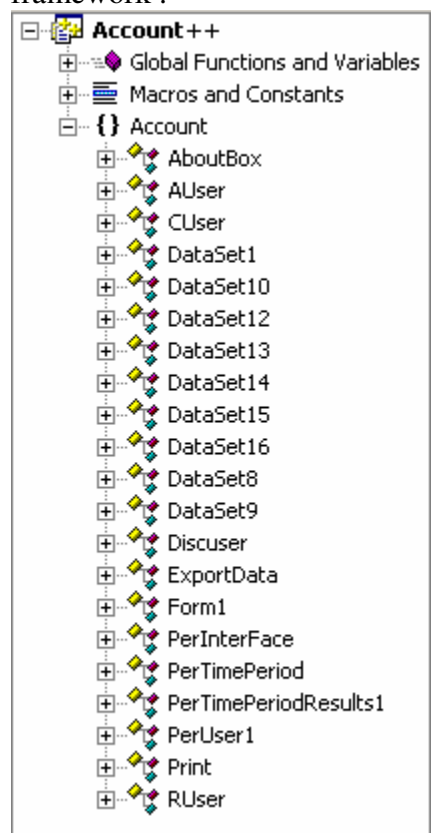 framework .
Account++
Global Functions and Variables
Macros and Constants
{} Account
AboutBox
AUser
CUser
DataSet1
DataSet10
DataSet12
DataSet13
DataSet14
DataSet15
DataSet16
DataSet8
DataSet9
Discuser
ExportData
Form1
PerInterFace
PerTimePeriod
PerTimePeriodResults1
PerUser1
Print
RUser